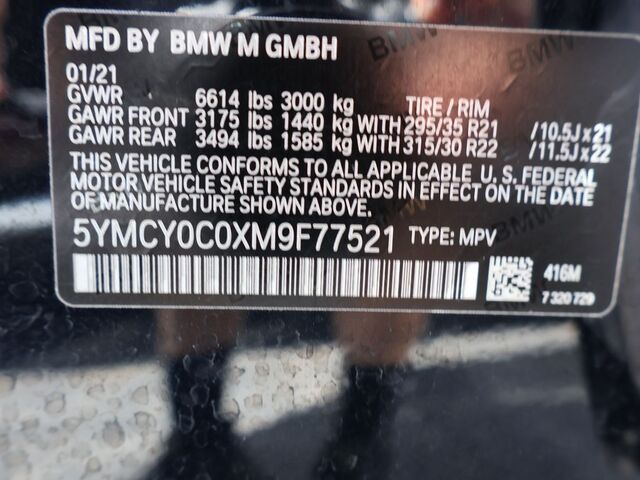 MFD BY BMW M GMBH
01/21
GVWR 6614 lbs 3000 kg TIRE / RIM
GAWR FRONT 3175 lbs 1440 kg WITH 295/35 R21 /10.5J x 21
GAWR REAR 3494 lbs 1585 kg WITH 315/30 R22 /11.5J x 22
THIS VEHICLE CONFORMS TO ALL APPLICABLE U.S. FEDERAL
MOTOR VEHICLE SAFETY STANDARDS IN EFFECT ON THE DATE
OF MANUFACTURE SHOWN ABOVE.
5YMCY0C0XM9F77521 TYPE: MPV
416M
7 320 729